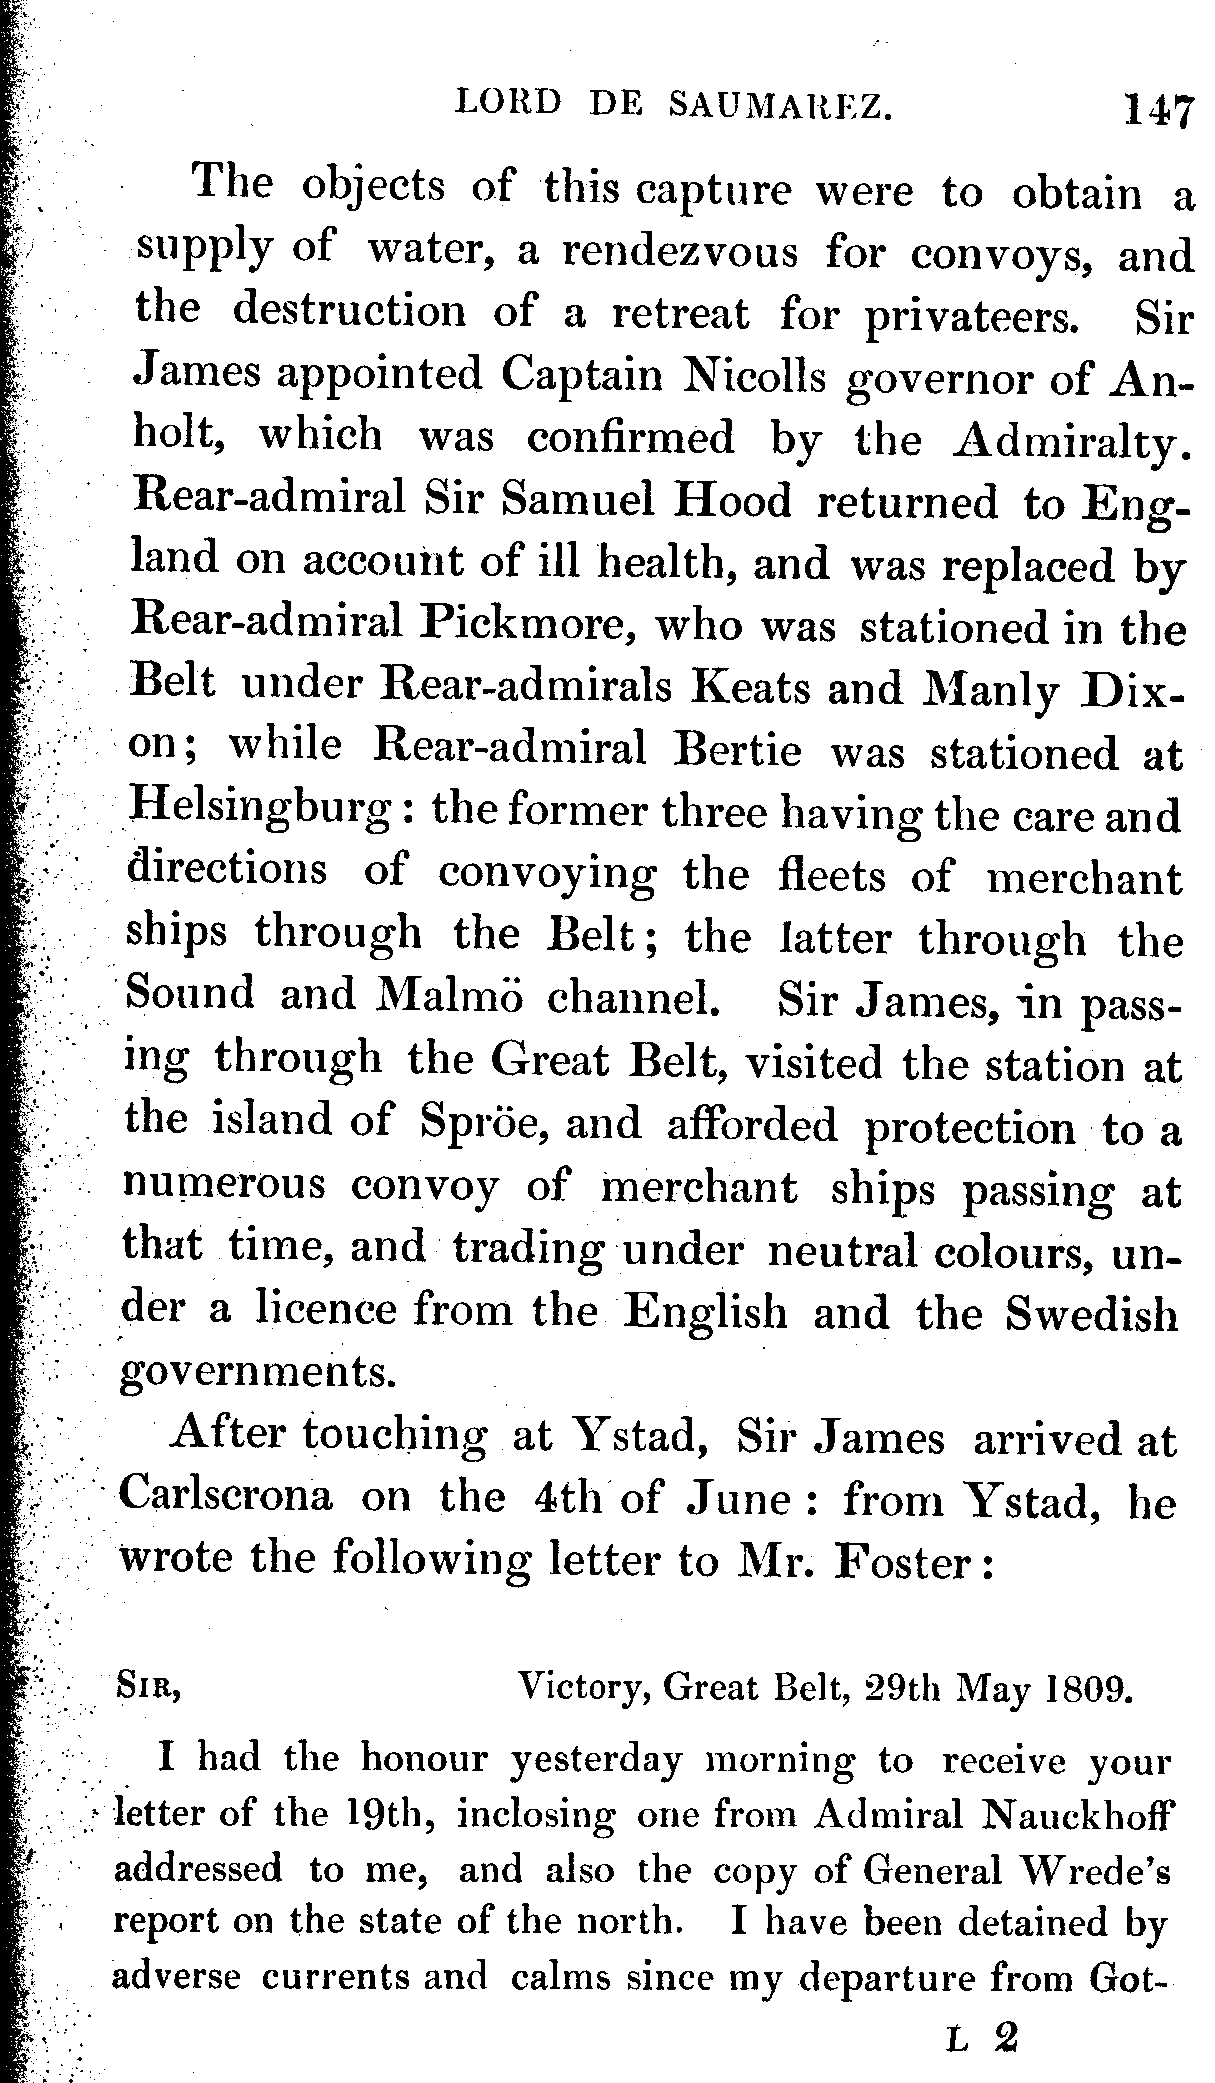 LORD DE SAUMAREZ. 147
The objects of this capture were to obtain a
supply of water, a rendezvous for convoys, and
the destruction of a retreat for privateers. Sir
James appointed Captain Nicolls governor of An-
holt, which was confirmed by the Admiralty.
Rear-admiral Sir Samuel Hood returned to Eng-
land on account of ill health, and was replaced by
Rear-admiral Pickmore, who was stationed in the
Belt under Rear-admirals Keats and Manly Dix-
on; while Rear-admiral Bertie was stationed at
Helsingburg: the former three having the care and
directions of convoying the fleets of merchant
ships through the Belt; the latter through the
Sound and Malmö channel. Sir James, in pass-
ing through the Great Belt, visited the station at
the island of Spröe, and afforded protection to a
numerous convoy of merchant ships passing at
that time, and trading under neutral colours, un-
der a licence from the English and the Swedish
governments.
After touching at Ystad, Sir James arrived at
Carlscrona on the 4th of June: from Ystad, he
wrote the following letter to Mr. Foster:
SIR, Victory, Great Belt, 29th May 1809.
I had the honour yesterday morning to receive your
letter of the 19th, inclosing one from Admiral Nauckhoff
addressed to me, and also the copy of General Wrede's
report on the state of the north. I have been detained by
adverse currents and calms since my departure from Got-
L 2